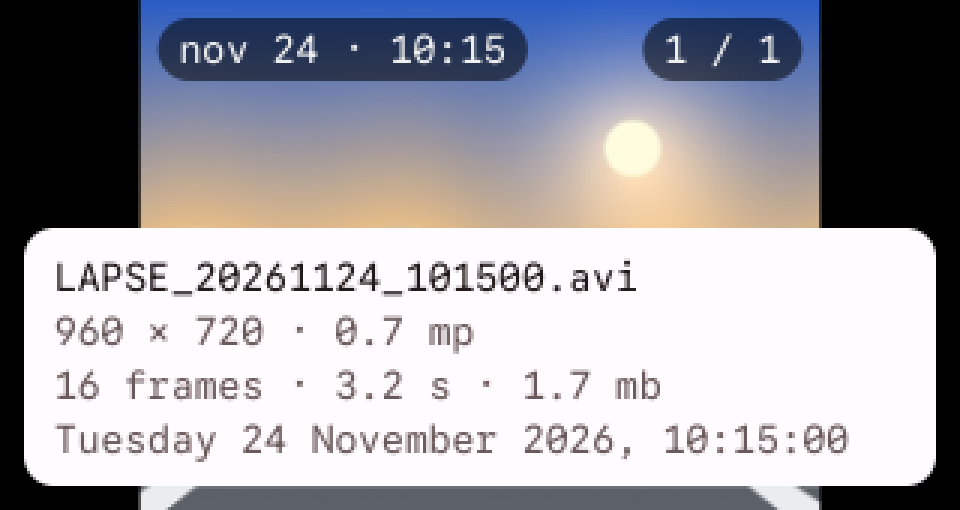 nov 24 · 10:15
1 / 1
LAPSE_20261124_101500.avi
960 × 720 · 0.7 mp
16 frames · 3.2 s · 1.7 mb
Tuesday 24 November 2026, 10:15:00